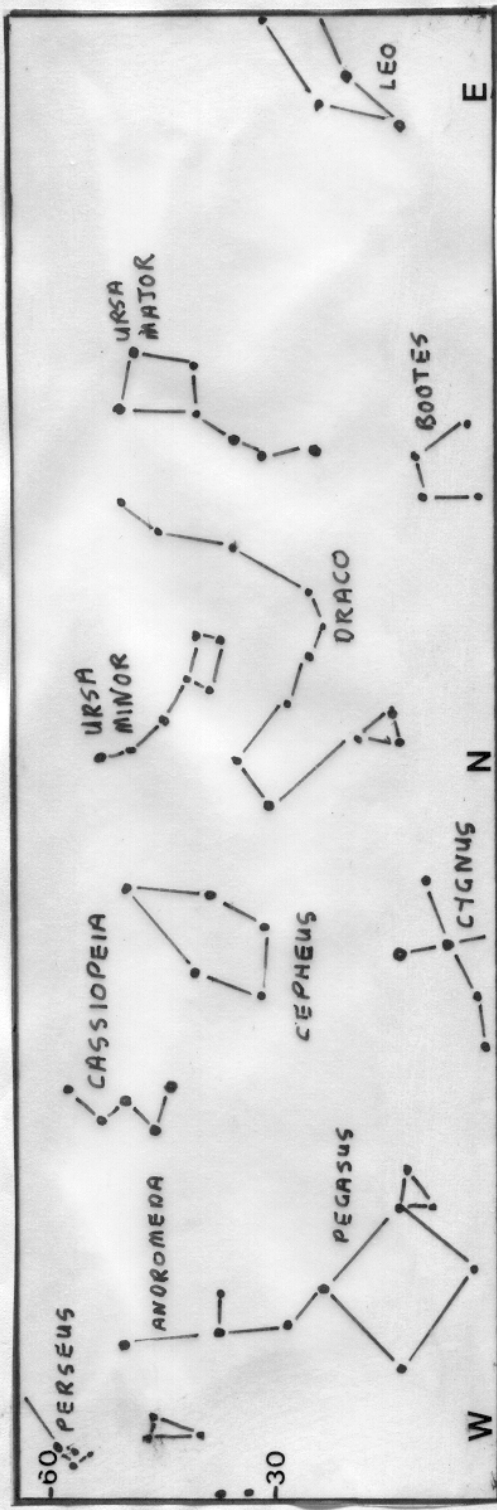 -60
PERSEUS
ANDROMEDA
CASSIOPEIA
URSA
MINOR
URSA
MAJOR
LEO
-30
PEGASUS
CEPHEUS
DRACO
BOOTES
CYGNUS
W
N
E